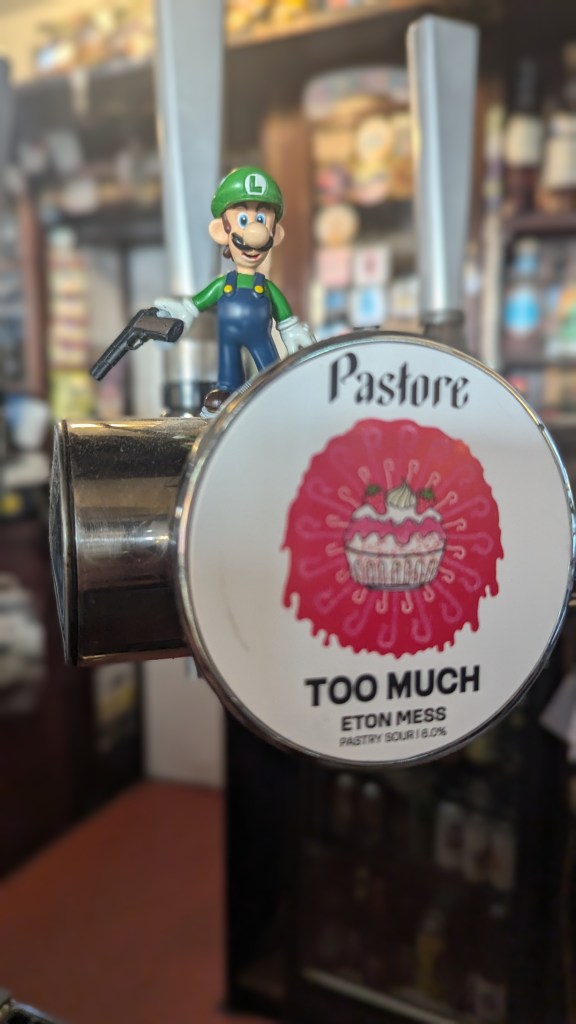 L
Pastore
TOO MUCH
ETON MESS
PASTRY SOUR | 6.0%